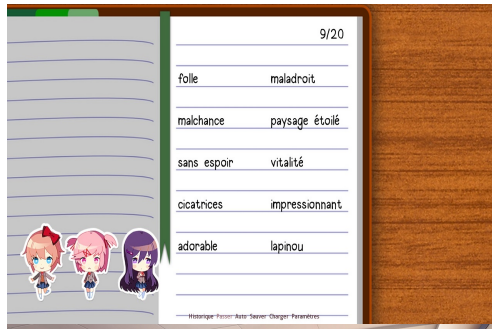 9/20
folle maladroit
malchance paysage étoilé
sans espoir vitalité
cicatrices impressionnant
adorable lapinou
Historique Passer Auto Sauver Charger Paramètres